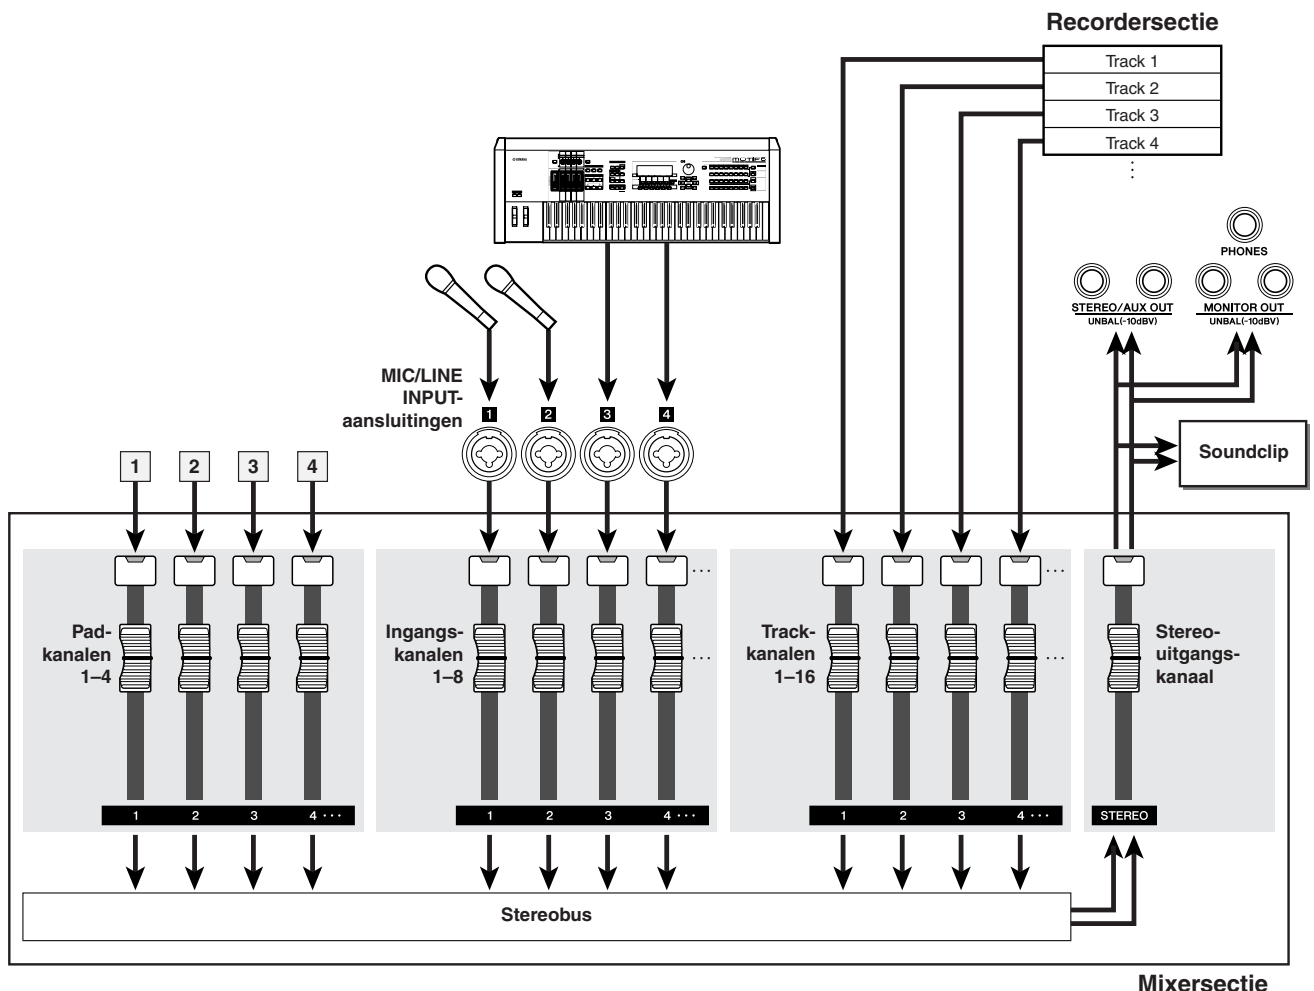 Recordersectie
Track 1
Track 2
Track 3
Track 4
YAMAHA
MOTIF6
PHONES
STEREO/AUX OUT
UNBAL(-10dBV)
MONITOR OUT
UNBAL(-10dBV)
MIC/LINE
INPUT-
aansluitingen
1 2 3 4
Soundclip
1 2 3 4
Pad-
kanalen
1–4
Ingangs-
kanalen
1–8
Track-
kanalen
1–16
Stereo-
uitgangs-
kanaal
1 2 3 4 ···
1 2 3 4 ···
1 2 3 4 ···
STEREO
Stereobus
Mixersectie